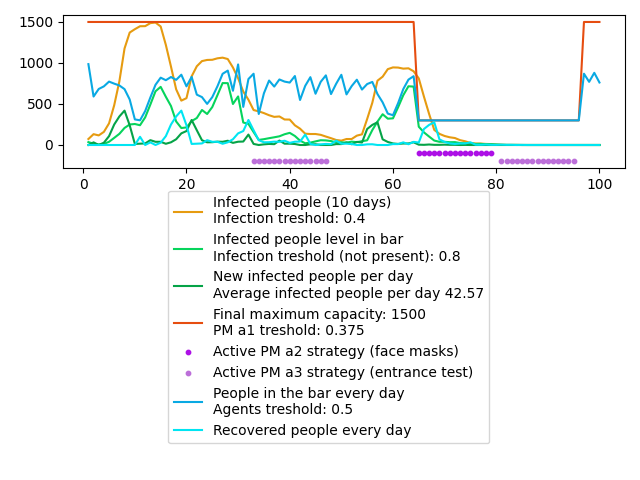 1500
1000
500
0
0 20 40 60 80 100
Infected people (10 days)
Infection treshold: 0.4
Infected people level in bar
Infection treshold (not present): 0.8
New infected people per day
Average infected people per day 42.57
Final maximum capacity: 1500
PM a1 treshold: 0.375
Active PM a2 strategy (face masks)
Active PM a3 strategy (entrance test)
People in the bar every day
Agents treshold: 0.5
Recovered people every day